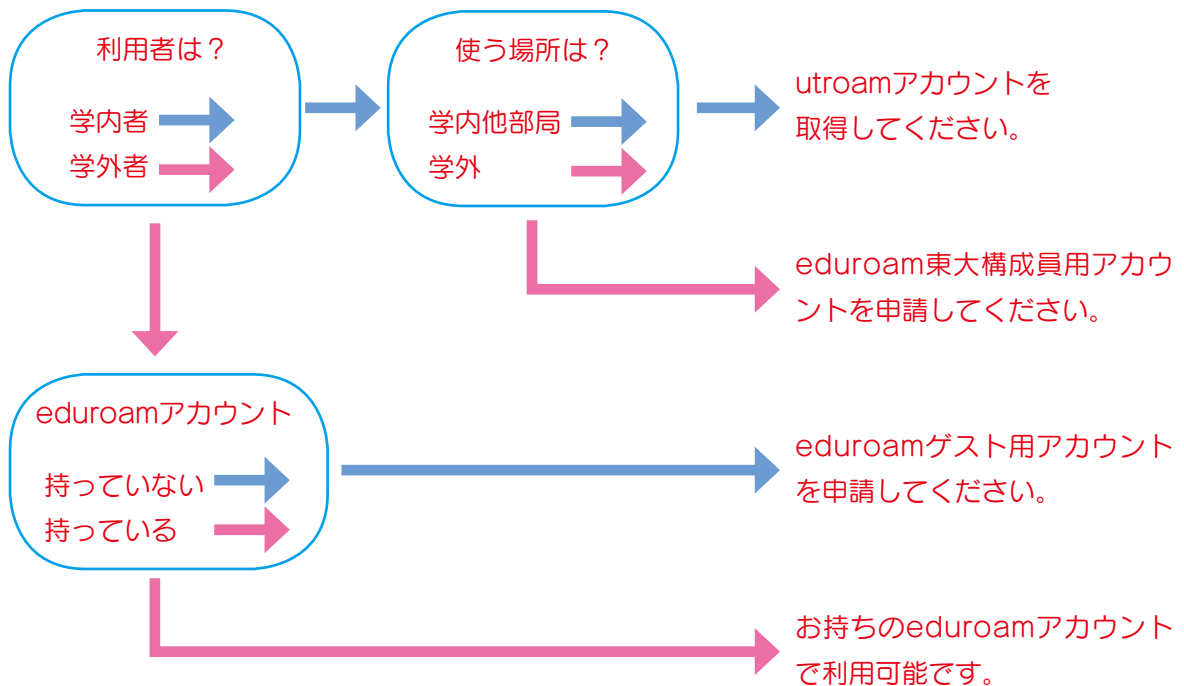 利用者は？
学内者
学外者
使う場所は？
学内他部局
学外
utroamアカウントを
取得してください。
eduroam東大構成員用アカウ
ントを申請してください。
eduroamアカウント
持っていない
持っている
eduroamゲスト用アカウント
を申請してください。
お持ちのeduroamアカウント
で利用可能です。